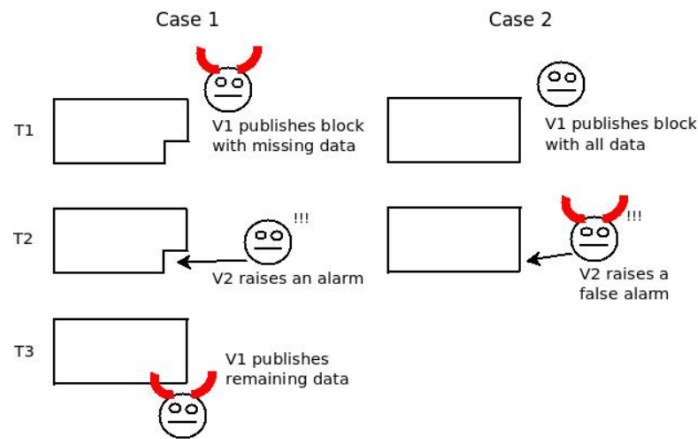 Case 1
Case 2
T1
V1 publishes block
with missing data
V1 publishes block
with all data
T2
!!!
V2 raises an alarm
!!!
V2 raises a
false alarm
T3
V1 publishes
remaining data